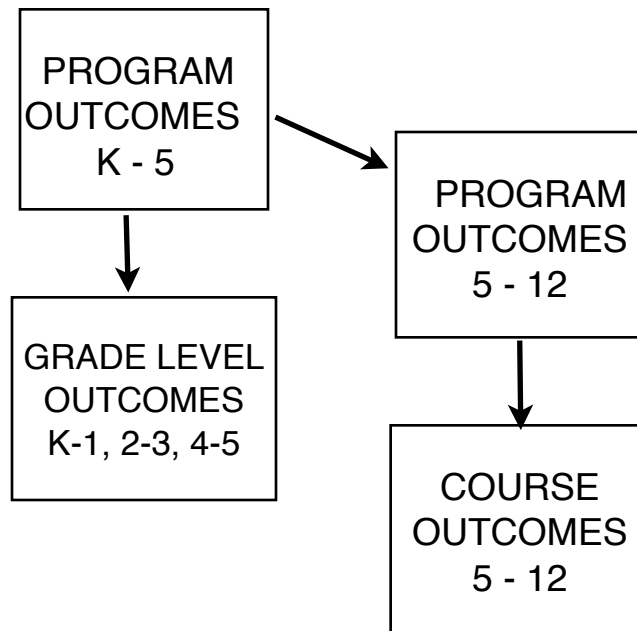 PROGRAM
OUTCOMES
K - 5
PROGRAM
OUTCOMES
5 - 12
GRADE LEVEL
OUTCOMES
K-1, 2-3, 4-5
COURSE
OUTCOMES
5 - 12